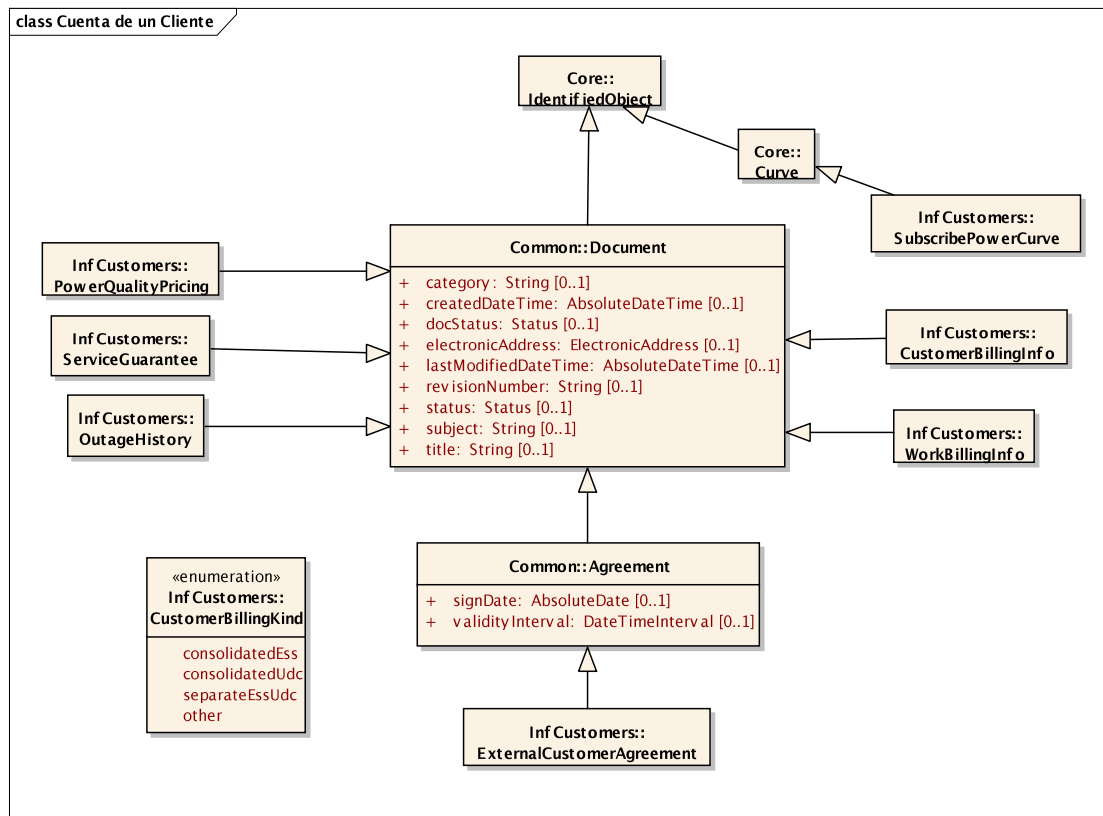 class Cuenta de un Cliente
Core::
IdentifiedObject
Core::
Curve
InfCustomers::
SubscribePowerCurve
Common::Document
+ category: String [0..1]
+ createdDateTime: AbsoluteDateTime [0..1]
+ docStatus: Status [0..1]
+ electronicAddress: ElectronicAddress [0..1]
+ lastModifiedDateTime: AbsoluteDateTime [0..1]
+ revisionNumber: String [0..1]
+ status: Status [0..1]
+ subject: String [0..1]
+ title: String [0..1]
InfCustomers::
PowerQualityPricing
InfCustomers::
ServiceGuarantee
InfCustomers::
OutageHistory
InfCustomers::
CustomerBillingInfo
InfCustomers::
WorkBillingInfo
Common::Agreement
+ signDate: AbsoluteDate [0..1]
+ validityInterval: DateTimeInterval [0..1]
«enumeration»
InfCustomers::
CustomerBillingKind
consolidatedEss
consolidatedUdc
separateEssUdc
other
InfCustomers::
ExternalCustomerAgreement